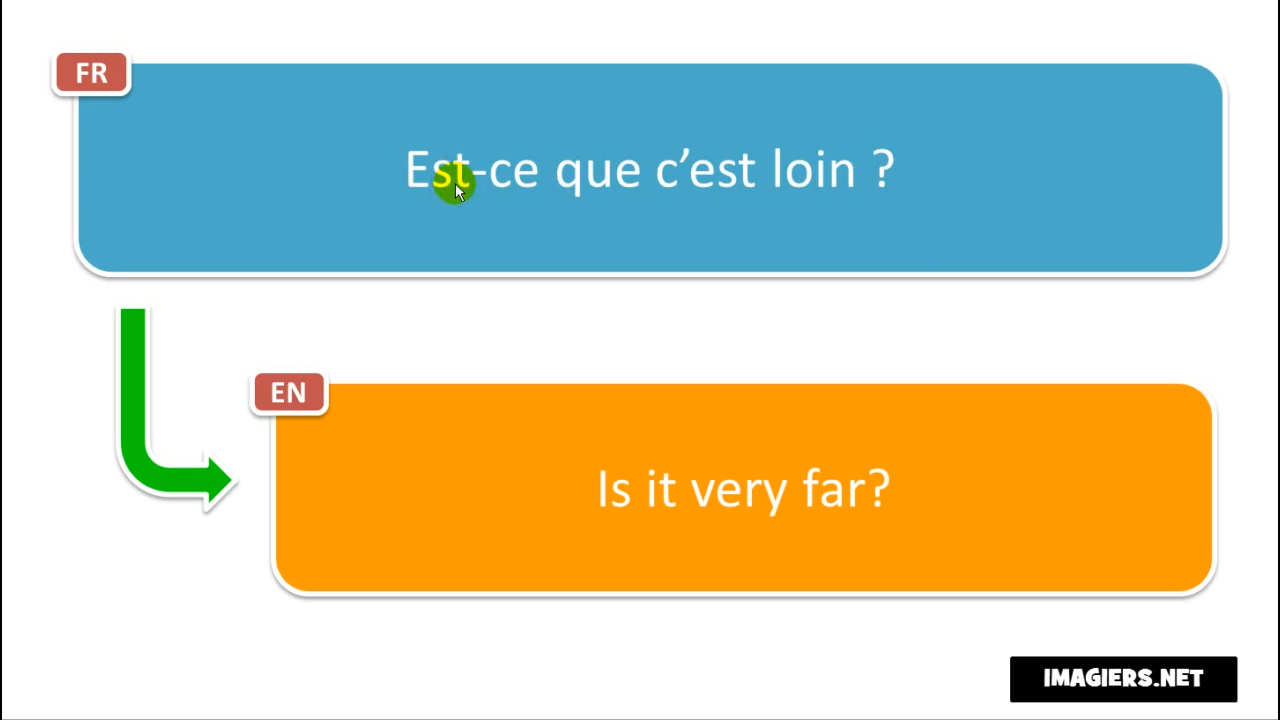 FR
Est-ce que c’est loin ?
EN
Is it very far?
IMAGIERS.NET